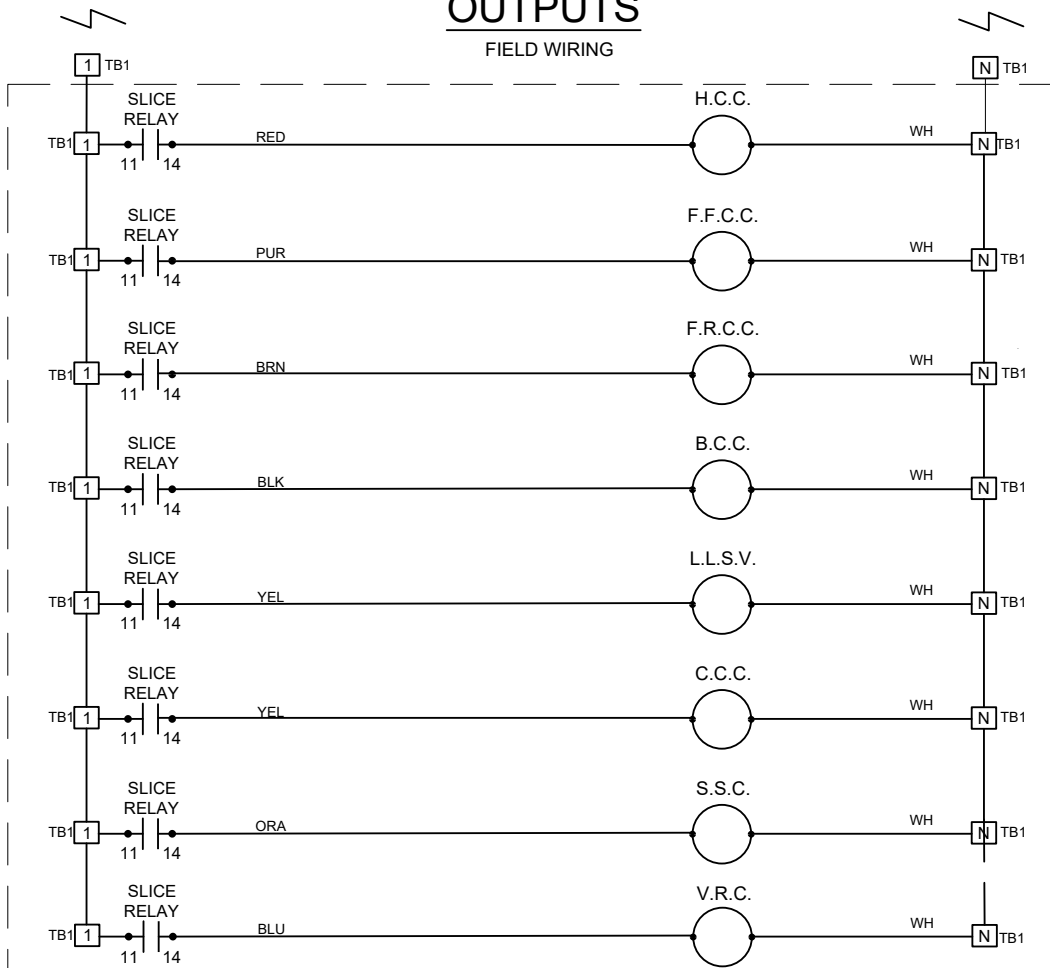 OUTPUTS
FIELD WIRING
1 TB1
N TB1
SLICE
RELAY
H.C.C.
TB1 1
11 14
RED
WH
N TB1
SLICE
RELAY
F.F.C.C.
TB1 1
11 14
PUR
WH
N TB1
SLICE
RELAY
F.R.C.C.
TB1 1
11 14
BRN
WH
N TB1
SLICE
RELAY
B.C.C.
TB1 1
11 14
BLK
WH
N TB1
SLICE
RELAY
L.L.S.V.
TB1 1
11 14
YEL
WH
N TB1
SLICE
RELAY
C.C.C.
TB1 1
11 14
YEL
WH
N TB1
SLICE
RELAY
S.S.C.
TB1 1
11 14
ORA
WH
N TB1
SLICE
RELAY
V.R.C.
TB1 1
11 14
BLU
WH
N TB1